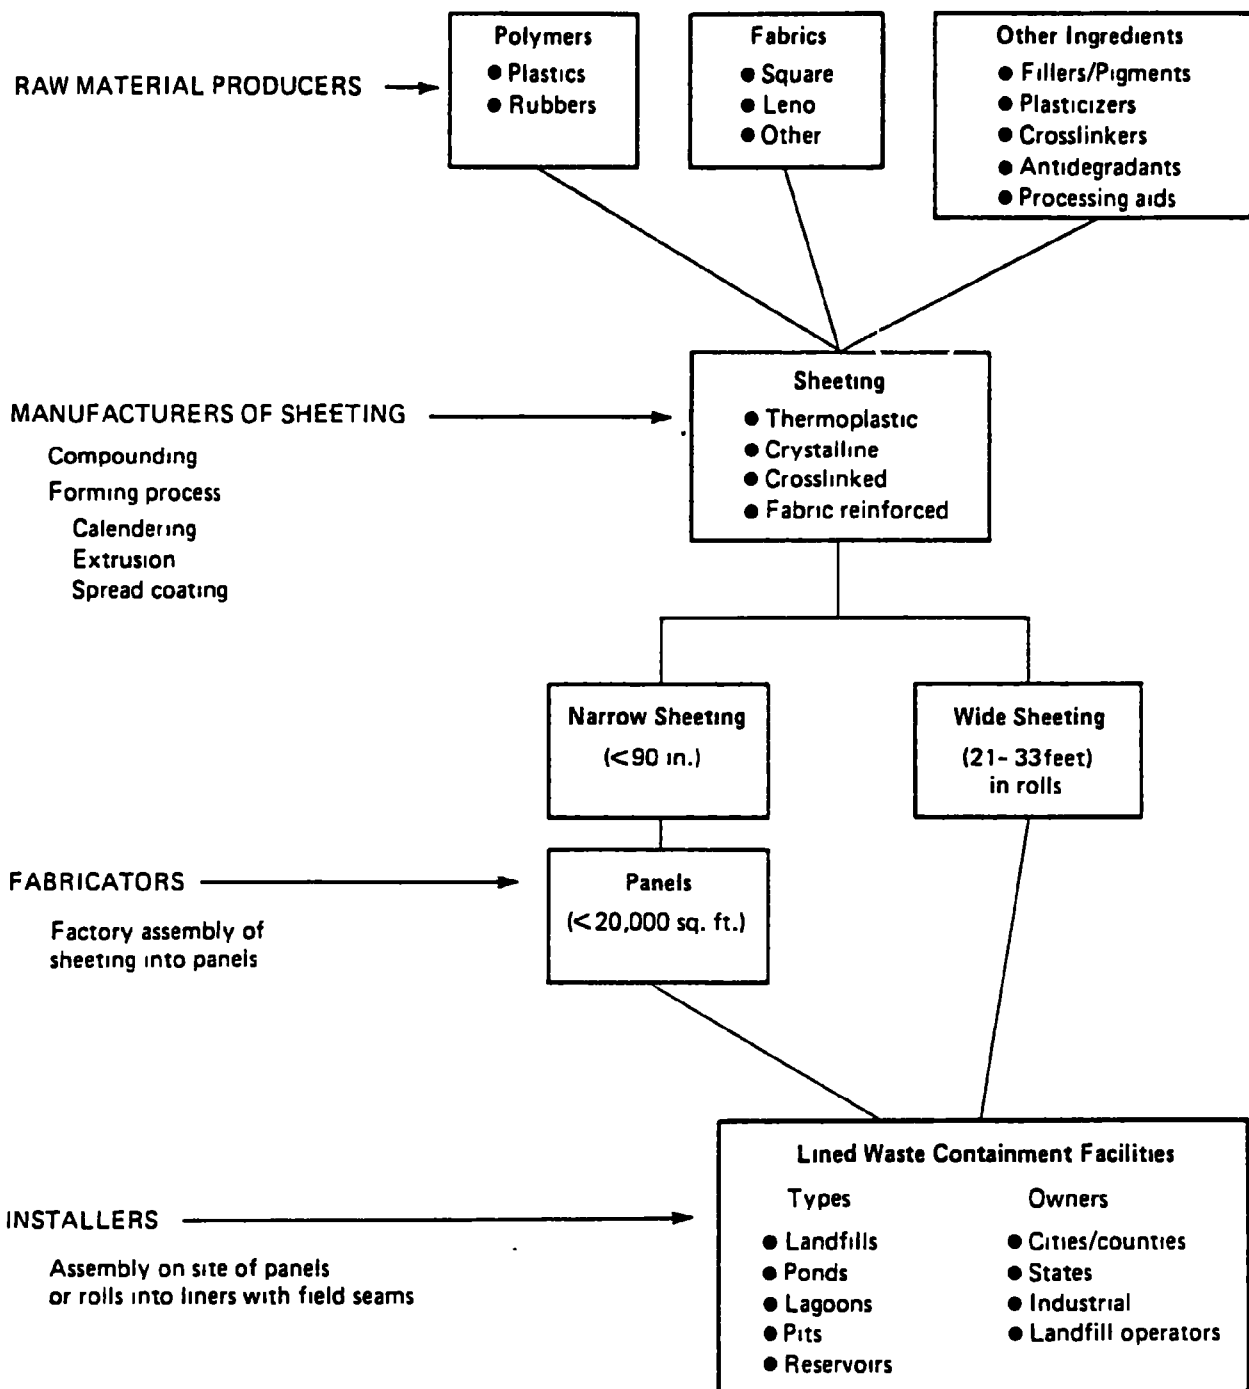 RAW MATERIAL PRODUCERS
Polymers
● Plastics
● Rubbers
Fabrics
● Square
● Leno
● Other
Other Ingredients
● Fillers/Pigments
● Plasticizers
● Crosslinkers
● Antidegradants
● Processing aids
MANUFACTURERS OF SHEETING
Compounding
Forming process
Calendering
Extrusion
Spread coating
Sheeting
● Thermoplastic
● Crystalline
● Crosslinked
● Fabric reinforced
Narrow Sheeting
(<90 in.)
Wide Sheeting
(21-33 feet)
in rolls
FABRICATORS
Factory assembly of
sheeting into panels
Panels
(<20,000 sq. ft.)
INSTALLERS
Assembly on site of panels
or rolls into liners with field seams
Lined Waste Containment Facilities
Types
● Landfills
● Ponds
● Lagoons
● Pits
● Reservoirs
Owners
● Cities/counties
● States
● Industrial
● Landfill operators